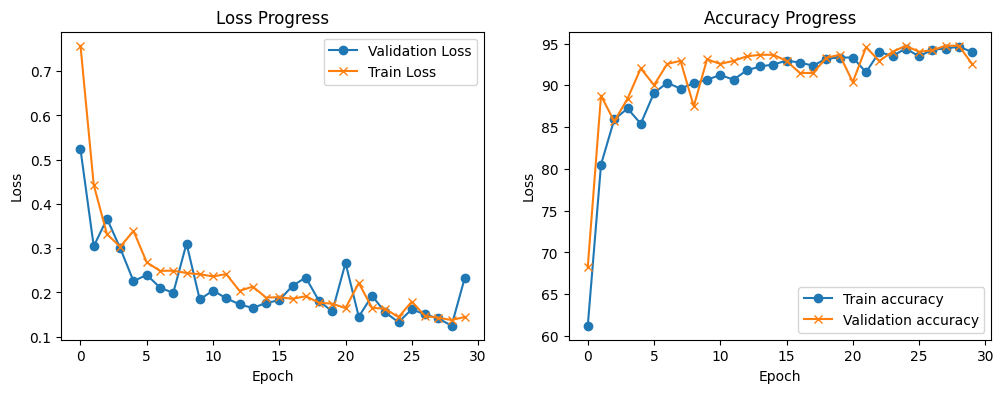 Loss Progress
Validation Loss
Train Loss
0.7
0.6
0.5
0.4
0.3
0.2
0.1
Loss
0 5 10 15 20 25 30
Epoch
Accuracy Progress
95
90
85
80
75
70
65
60
Loss
Train accuracy
Validation accuracy
0 5 10 15 20 25 30
Epoch